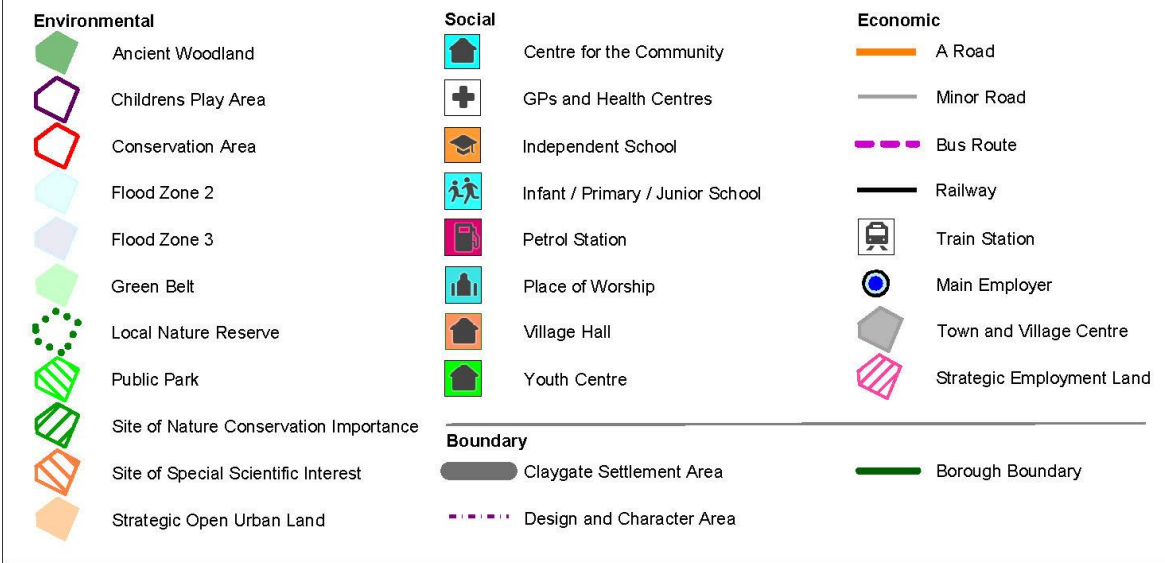 Environmental
Ancient Woodland
Childrens Play Area
Conservation Area
Flood Zone 2
Flood Zone 3
Green Belt
Local Nature Reserve
Public Park
Site of Nature Conservation Importance
Site of Special Scientific Interest
Strategic Open Urban Land
Social
Centre for the Community
GPs and Health Centres
Independent School
Infant / Primary / Junior School
Petrol Station
Place of Worship
Village Hall
Youth Centre
Economic
A Road
Minor Road
Bus Route
Railway
Train Station
Main Employer
Town and Village Centre
Strategic Employment Land
Boundary
Claygate Settlement Area
Design and Character Area
Borough Boundary